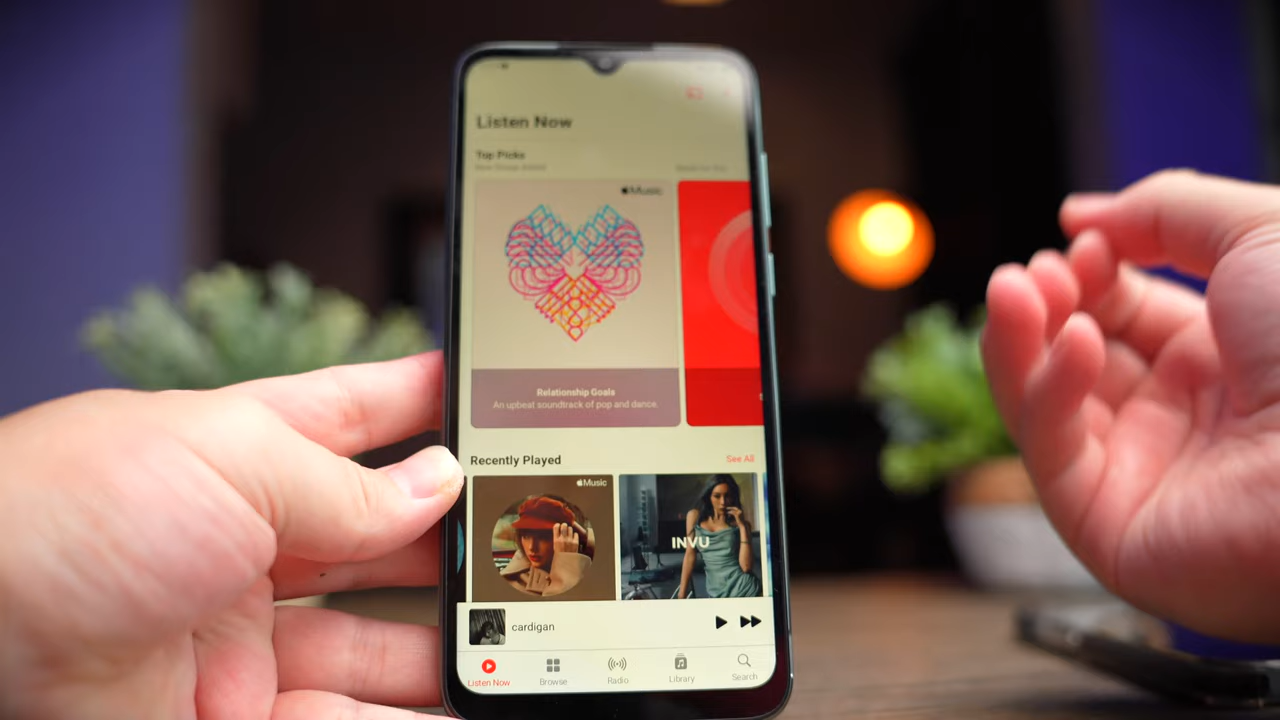 Listen Now
Top Picks
Music
Relationship Goals
An upbeat soundtrack of pop and dance.
Recently Played
See All
Music
INVU
cardigan
Listen Now
Browse
Radio
Library
Search